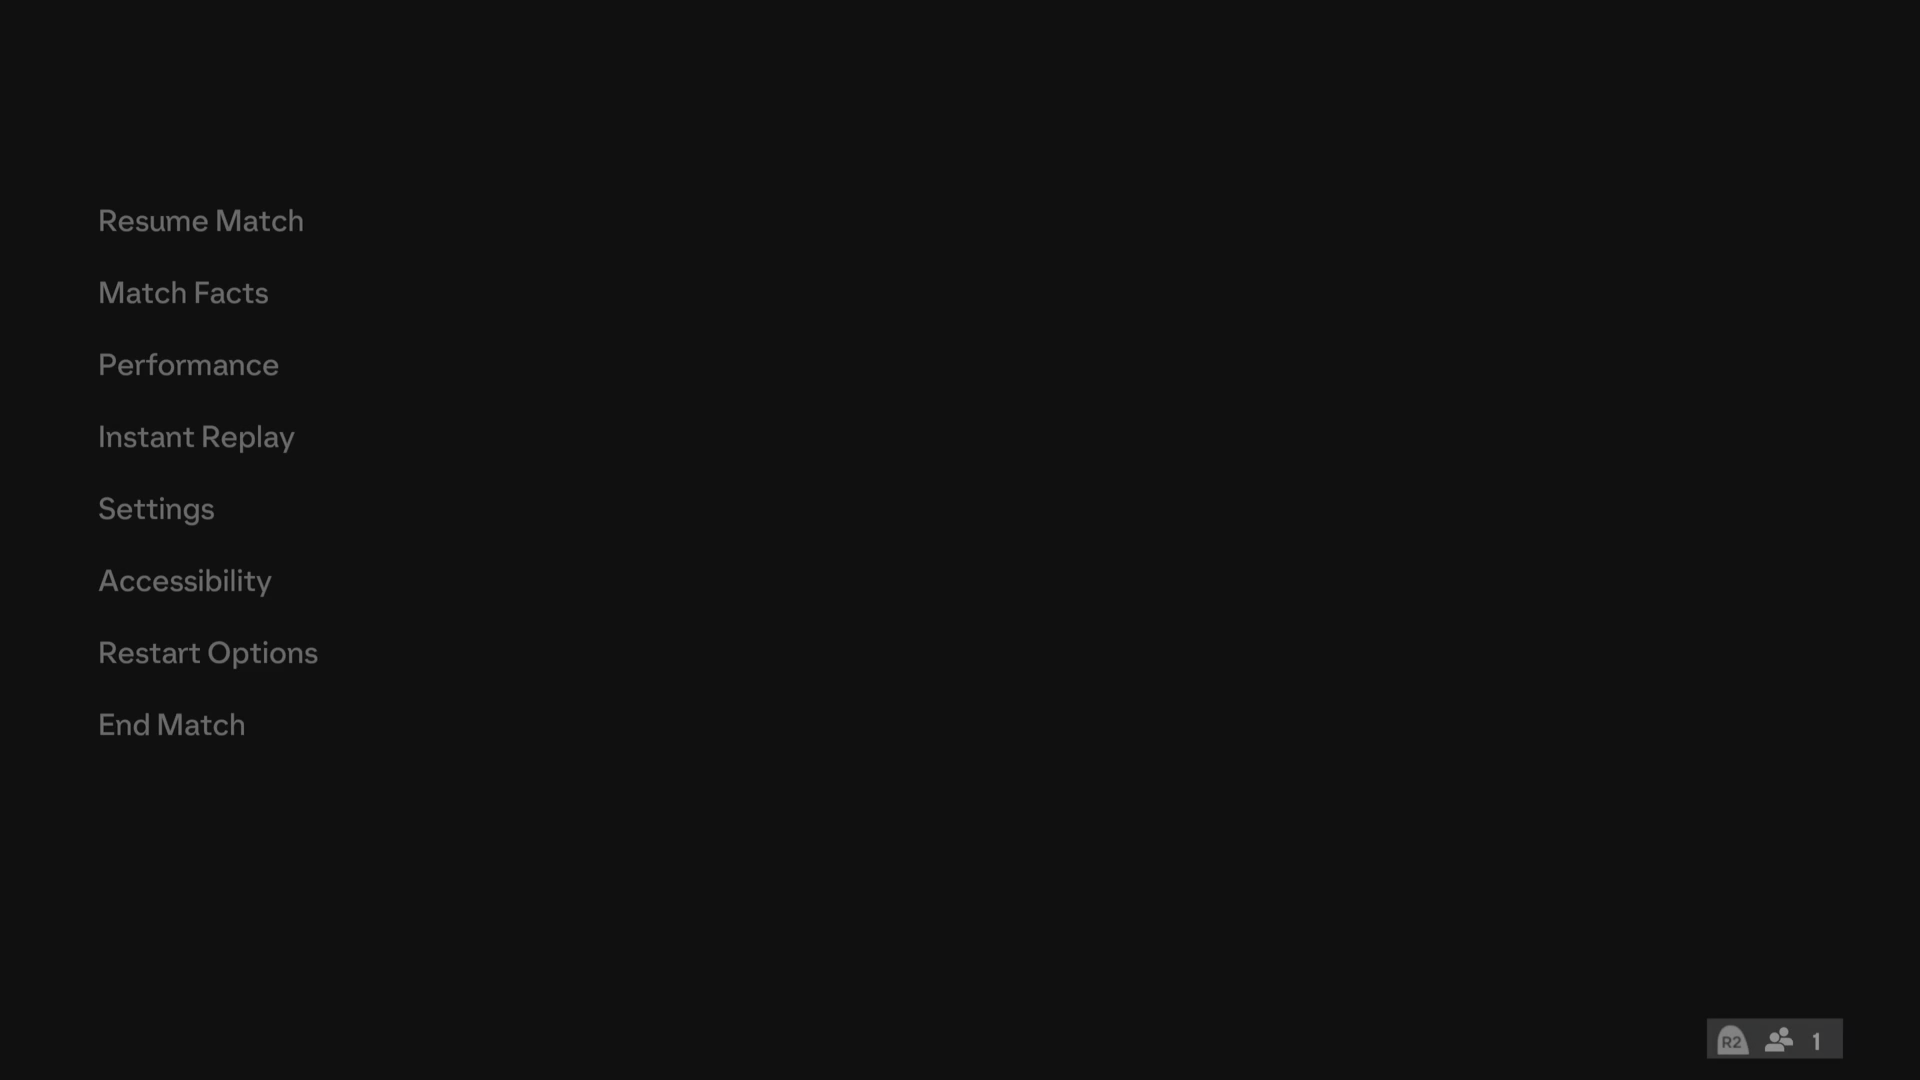 Resume Match
Match Facts
Performance
Instant Replay
Settings
Accessibility
Restart Options
End Match
R2 1